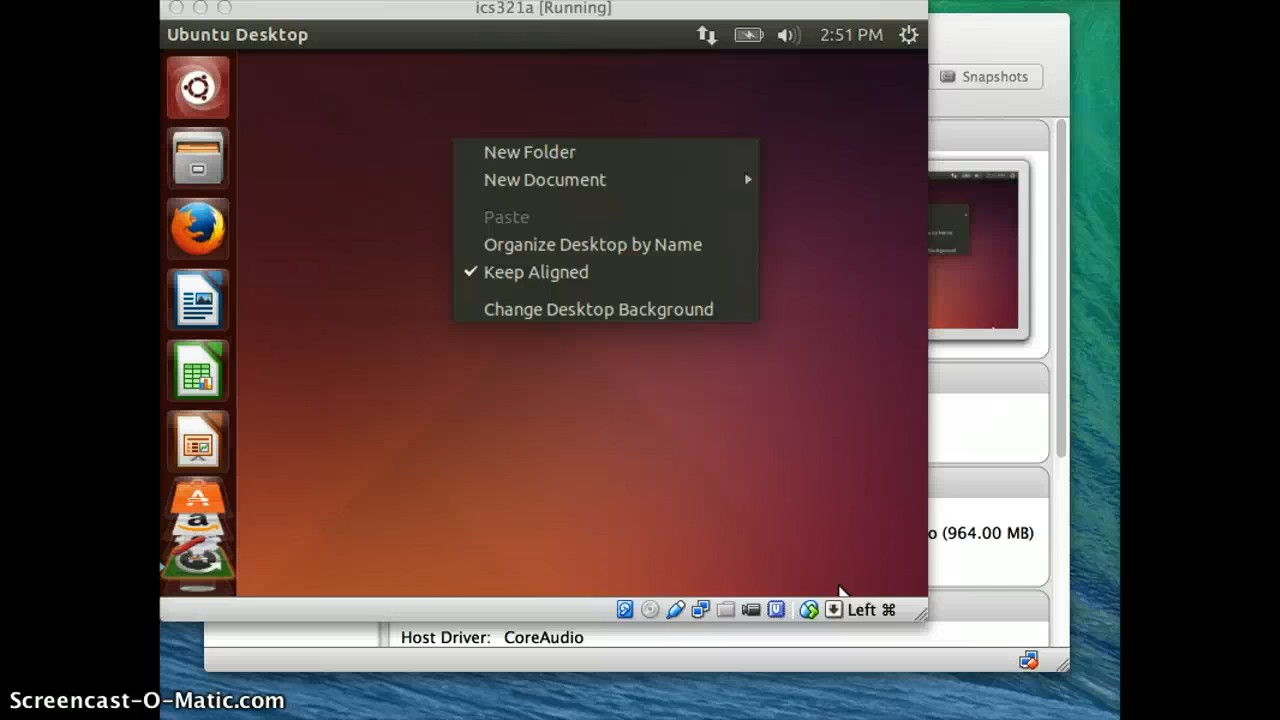 ics321a [Running]
Ubuntu Desktop
2:51 PM
Snapshots
New Folder
New Document
Paste
Organize Desktop by Name
Keep Aligned
Change Desktop Background
(964.00 MB)
Left ⌘
Host Driver: CoreAudio
Screencast-O-Matic.com